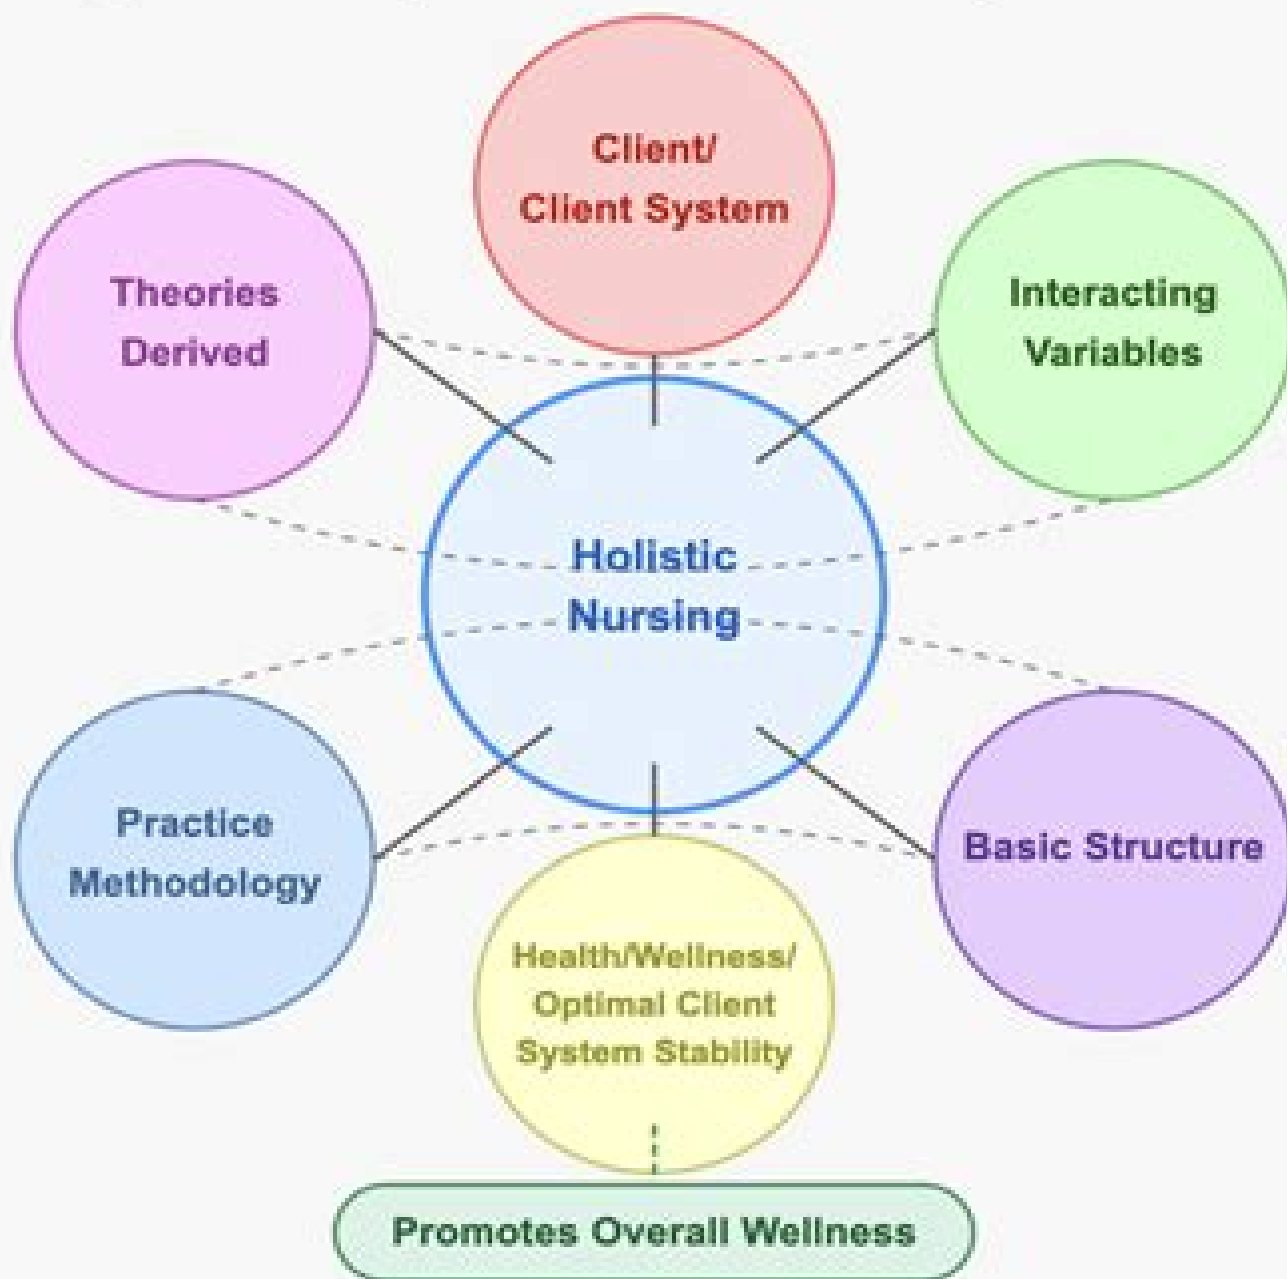 Client/
Client System
Theories
Derived
Interacting
Variables
Holistic
Nursing
Practice
Methodology
Basic Structure
Health/Wellness/
Optimal Client
System Stability
Promotes Overall Wellness